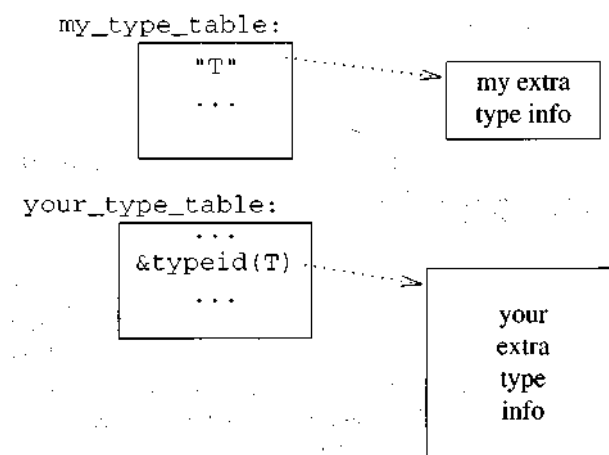 my_type_table:
"T"
...
my extra
type info
your_type_table:
...
&typeid(T)
...
your
extra
type
info